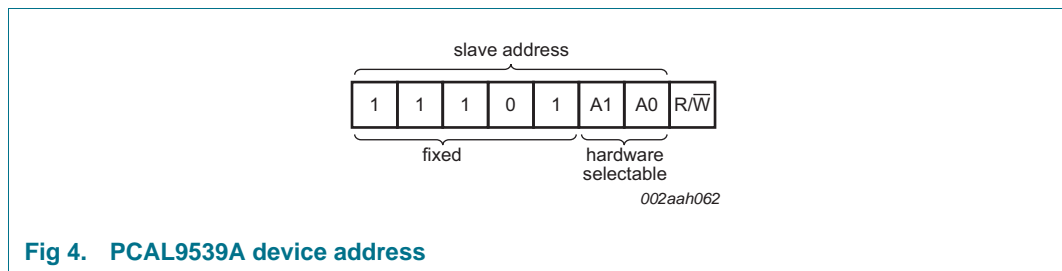 slave address
1 1 1 0 1 A1 A0 R/W̅
fixed
hardware
selectable
002aah062
Fig 4. PCAL9539A device address